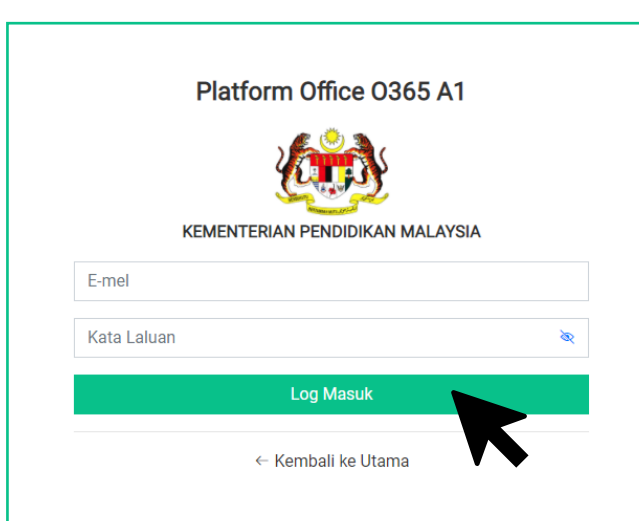 Platform Office O365 A1
KEMENTERIAN PENDIDIKAN MALAYSIA
E-mel
Kata Laluan
Log Masuk
← Kembali ke Utama